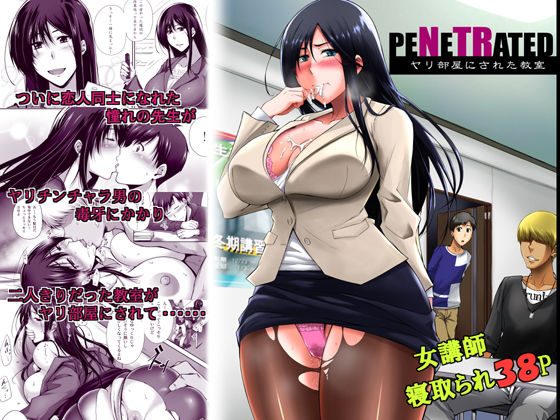 ついに恋人同士になれた
憧れの先生が
ヤリチンチャラ男の
毒牙にかかり
二人きりだった教室が
ヤリ部屋にされて……
PENETRATED
ヤリ部屋にされた教室
冬期講習
女講師
寝取られ38P